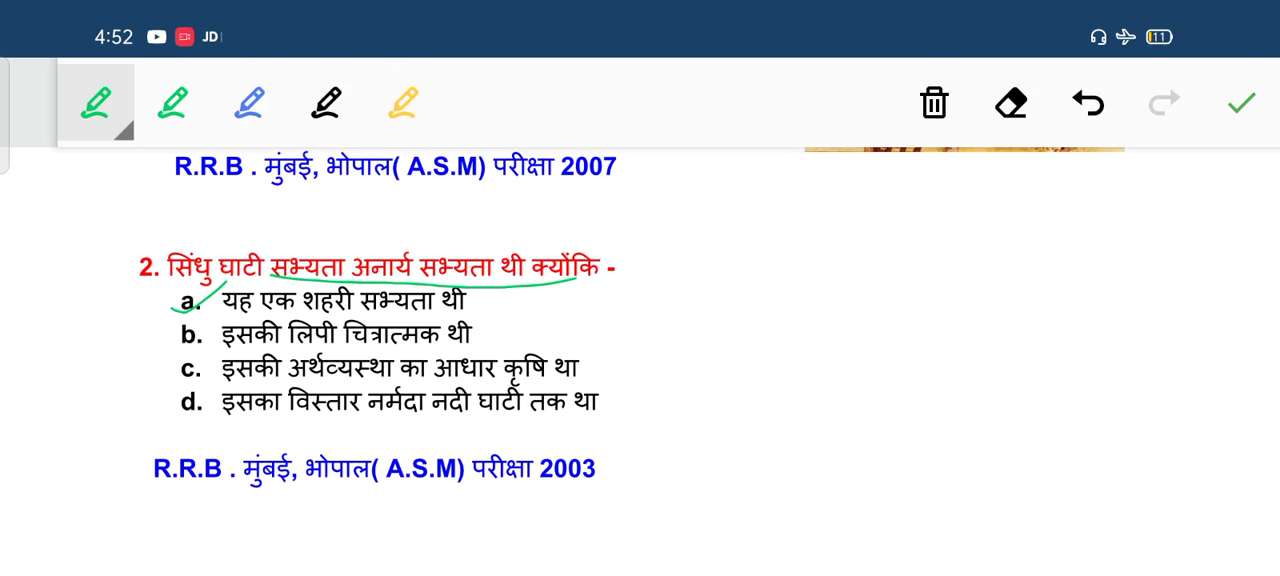 4:52 JD
11
R.R.B . मुंबई, भोपाल( A.S.M) परीक्षा 2007
2. सिंधु घाटी सभ्यता अनार्य सभ्यता थी क्योंकि -
a. यह एक शहरी सभ्यता थी
b. इसकी लिपी चित्रात्मक थी
c. इसकी अर्थव्यस्था का आधार कृषि था
d. इसका विस्तार नर्मदा नदी घाटी तक था
R.R.B . मुंबई, भोपाल( A.S.M) परीक्षा 2003